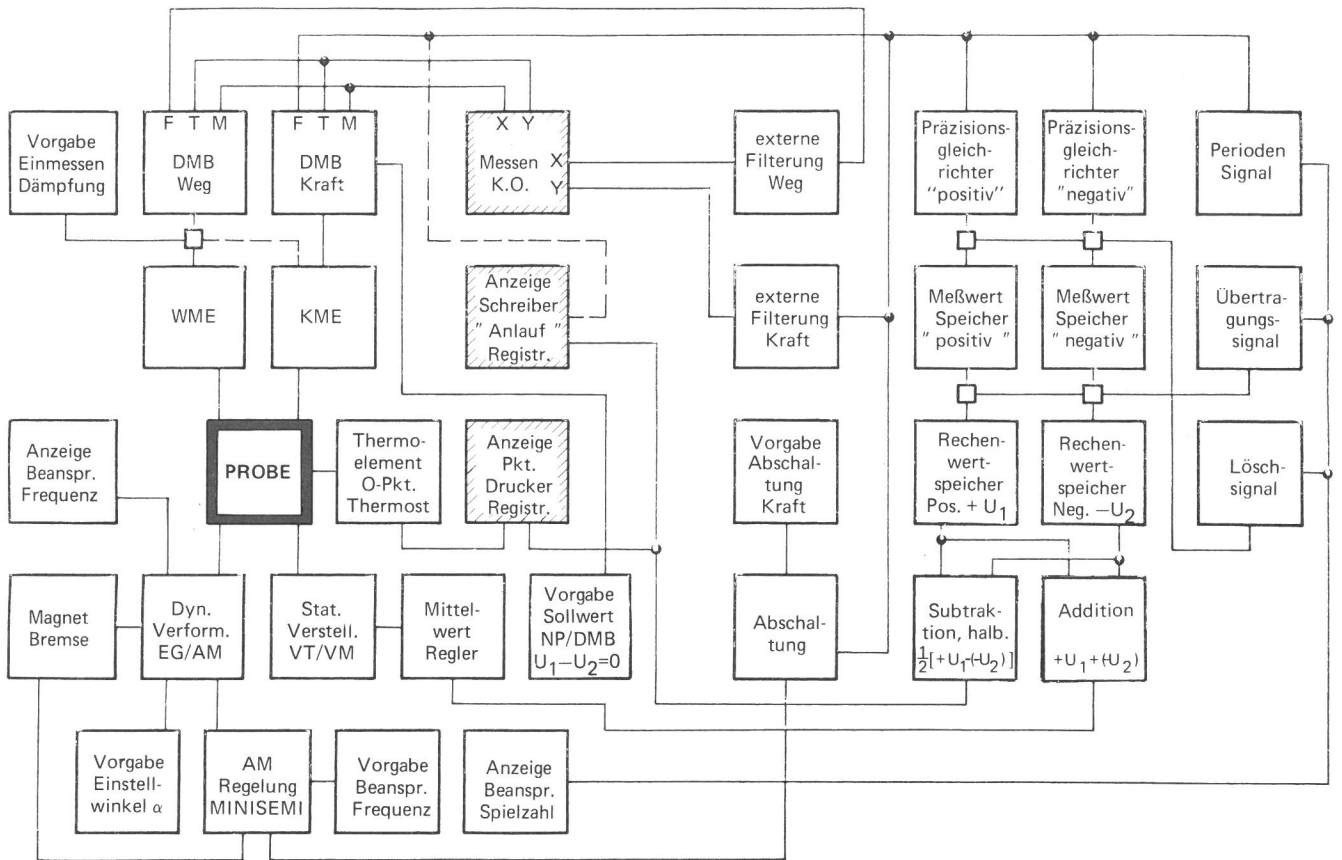 Vorgabe
Einmessen
Dämpfung
F T M
DMB
Weg
F T M
DMB
Kraft
X Y
Messen X
K.O. Y
externe
Filterung
Weg
Präzisions-
gleich-
richter
"positiv"
Präzisions-
gleich-
richter
"negativ"
Perioden
Signal
WME
KME
Anzeige
Schreiber
"Anlauf"
Registr.
externe
Filterung
Kraft
Meßwert
Speicher
"positiv"
Meßwert
Speicher
"negativ"
Übertra-
gungs-
signal
Anzeige
Beanspr.
Frequenz
PROBE
Thermo-
element
O-Pkt.
Thermost
Anzeige
Pkt.
Drucker
Registr.
Vorgabe
Abschal-
tung
Kraft
Rechen-
wert-
speicher
Pos. + U1
Rechen-
wert-
speicher
Neg. −U2
Lösch-
signal
Magnet
Bremse
Dyn.
Verform.
EG/AM
Stat.
Verstell.
VT/VM
Mittel-
wert
Regler
Vorgabe
Sollwert
NP/DMB
U1−U2=0
Abschal-
tung
Subtrak-
tion, halb.
1/2[+U1-(-U2)]
Addition
+U1+(-U2)
Vorgabe
Einstell-
winkel α
AM
Regelung
MINISEMI
Vorgabe
Beanspr.
Frequenz
Anzeige
Beanspr.
Spielzahl